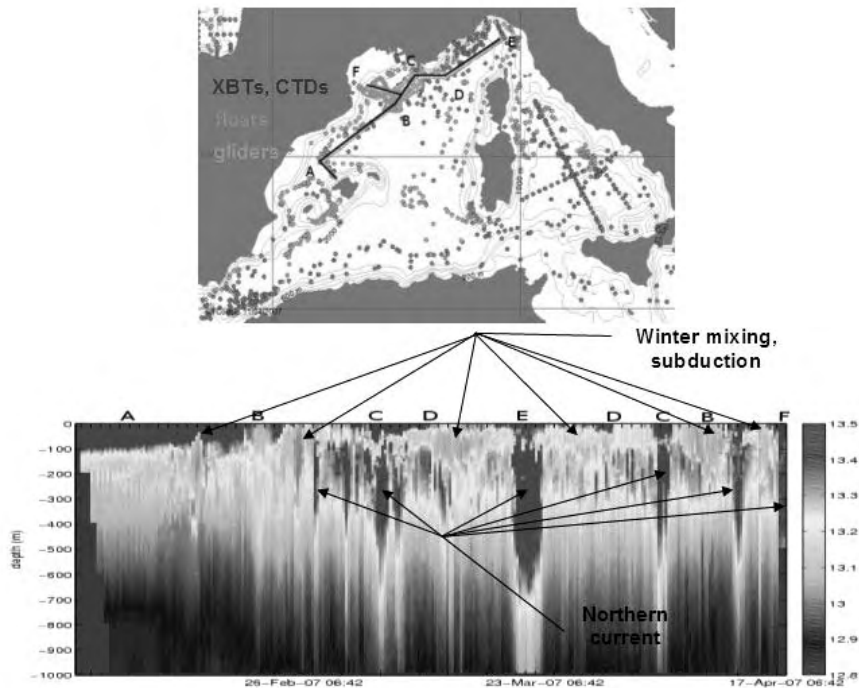 F
C
E
XBTs, CTDs
D
floats
B
gliders
A
Winter mixing,
subduction
A B C D E D C B F
0
-100
-200
-300
-400
-500
-600
-700
-800
-900
-1000
depth (m)
Northern
current
26-Feb-07 06:42 23-Mar-07 06:42 17-Apr-07 06:42
13.5
13.4
13.3
13.2
13.1
13
12.9
12.8